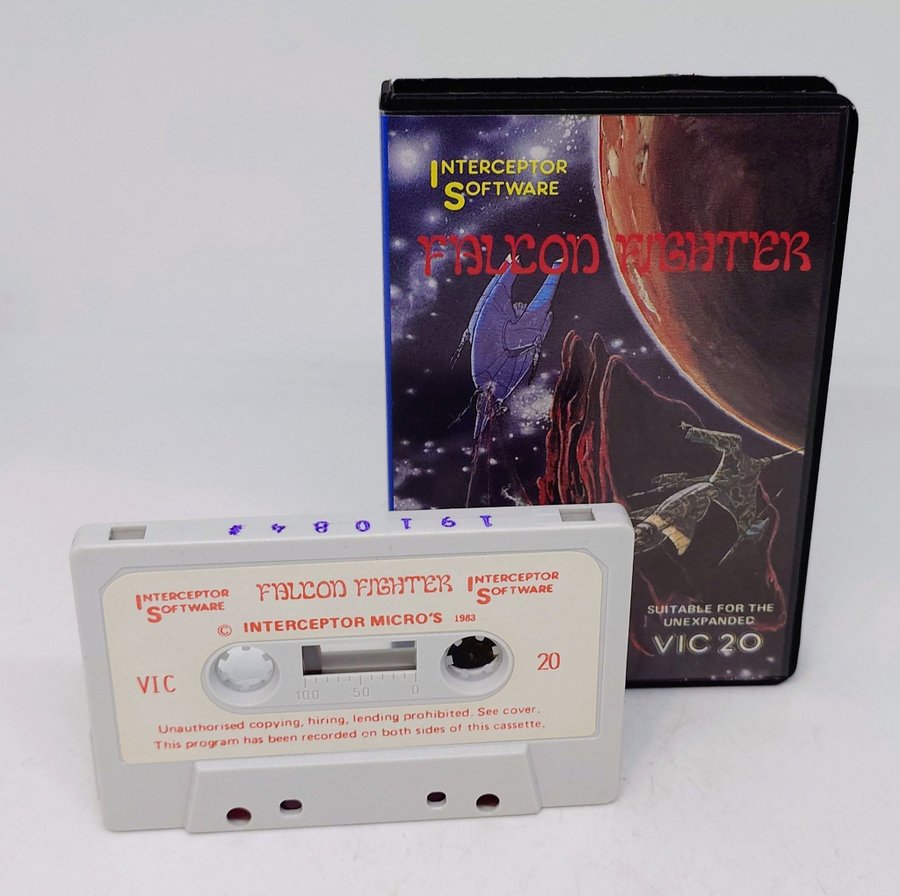 INTERCEPTOR
SOFTWARE
FALCON FIGHTER
SUITABLE FOR THE
UNEXPANDED
VIC 20
191084#
INTERCEPTOR
SOFTWARE
FALCON FIGHTER
INTERCEPTOR
SOFTWARE
© INTERCEPTOR MICRO'S 1983
VIC 20
100 50 0
Unauthorised copying, hiring, lending prohibited. See cover.
This program has been recorded on both sides of this cassette.